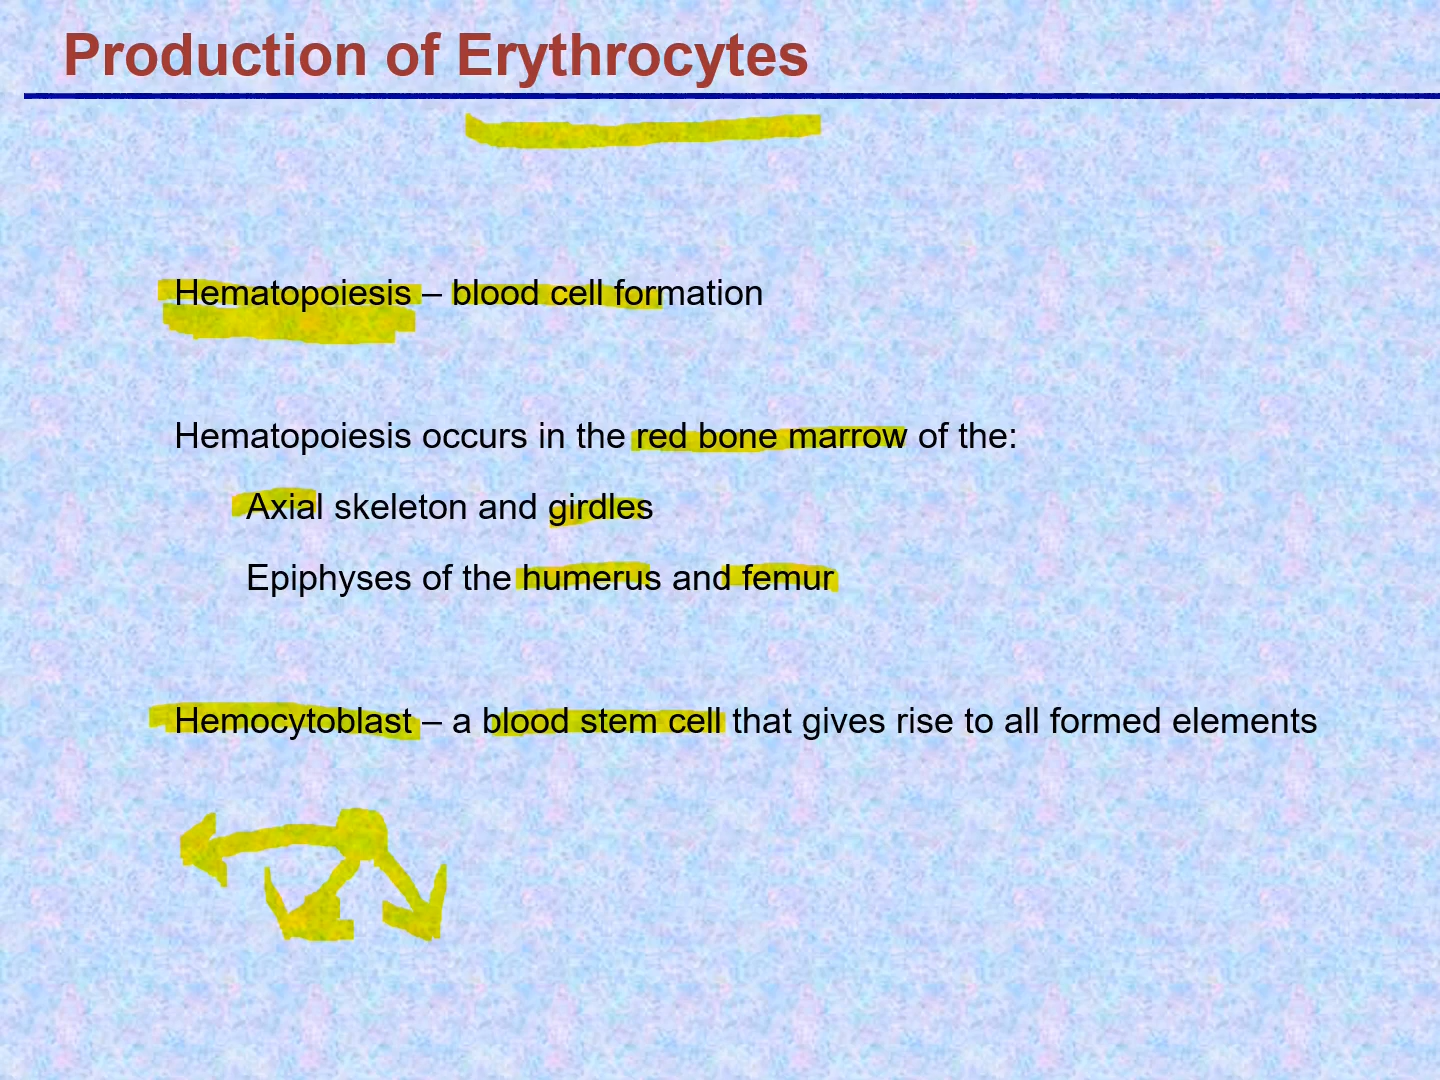 Production of Erythrocytes
Hematopoiesis – blood cell formation
Hematopoiesis occurs in the red bone marrow of the:
Axial skeleton and girdles
Epiphyses of the humerus and femur
Hemocytoblast – a blood stem cell that gives rise to all formed elements